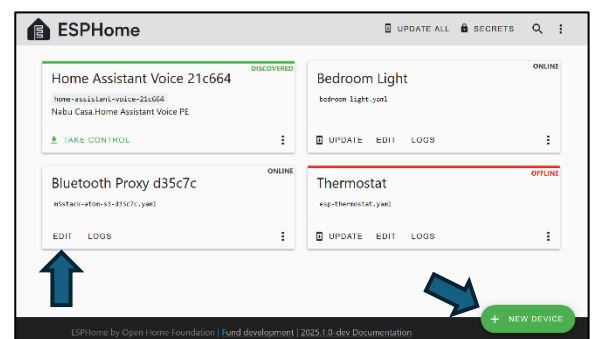 ESPHome
UPDATE ALL SECRETS
DISCOVERED
Home Assistant Voice 21c664
home-assistant-voice-21c664
Nabu Casa.Home Assistant Voice PE
TAKE CONTROL
ONLINE
Bedroom Light
bedroom light.yaml
UPDATE EDIT LOGS
ONLINE
Bluetooth Proxy d35c7c
m5stack-atom-s3-d35c7c.yaml
EDIT LOGS
OFFLINE
Thermostat
esp-thermostat.yaml
UPDATE EDIT LOGS
+ NEW DEVICE
ESPHome by Open Home Foundation | Fund development | 2025.1.0-dev Documentation